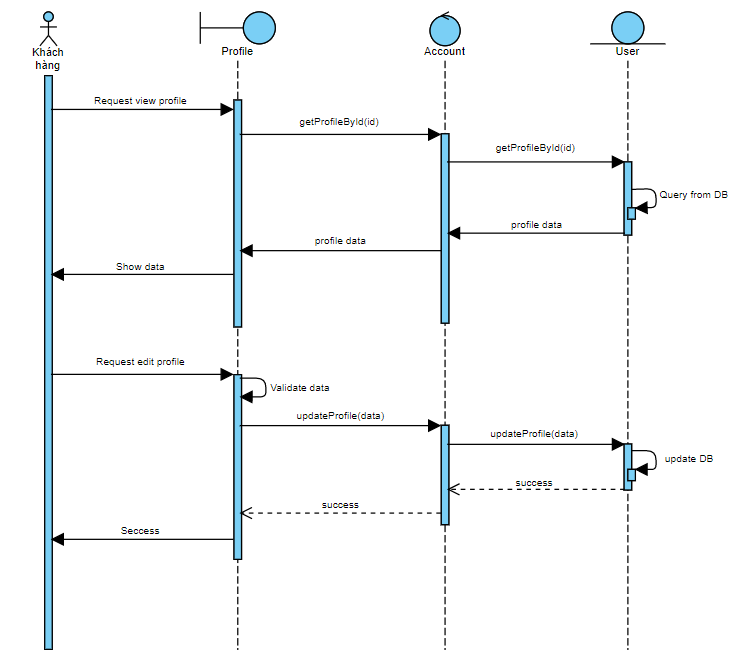 Khách
hàng
Profile
Account
User
Request view profile
getProfileById(id)
getProfileById(id)
Query from DB
profile data
profile data
Show data
Request edit profile
Validate data
updateProfile(data)
updateProfile(data)
update DB
success
success
Seccess